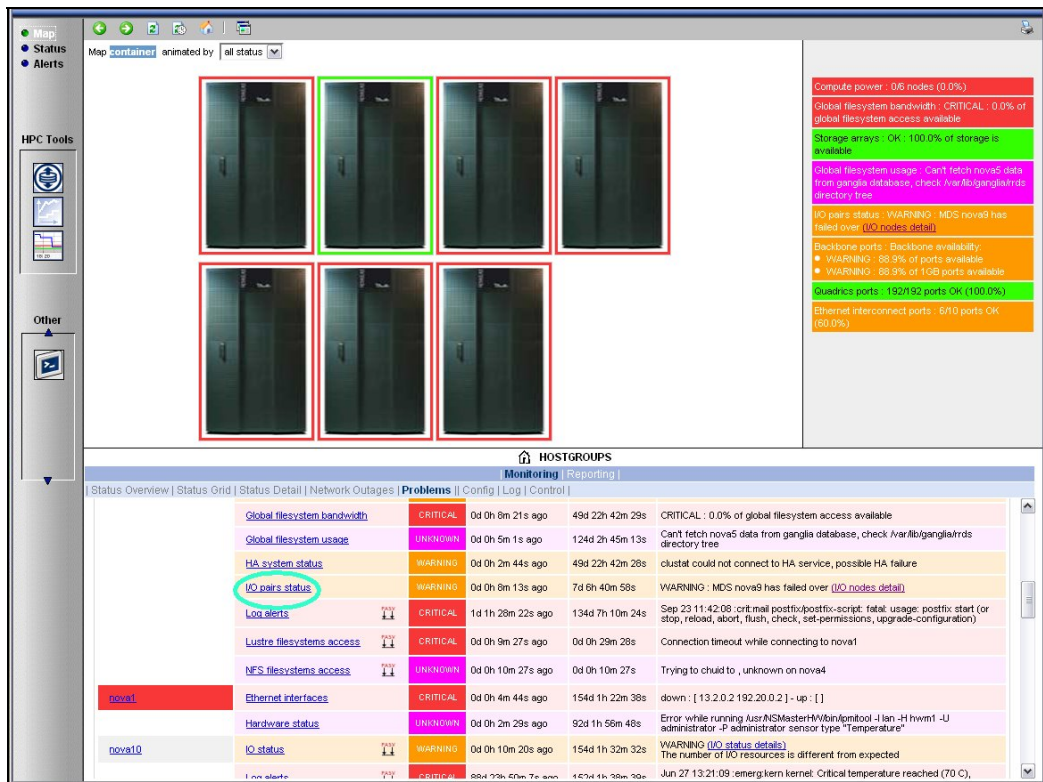 Map
Status
Alerts
HPC Tools
Other
Map container animated by all status
Compute power : 0/6 nodes (0.0%)
Global filesystem bandwidth : CRITICAL : 0.0% of
global filesystem access available
Storage arrays : OK : 100.0% of storage is
available
Global filesystem usage : Can't fetch nova5 data
from ganglia database, check /var/lib/ganglia/rrds
directory tree
I/O pairs status : WARNING : MDS nova9 has
failed over (I/O nodes detail)
Backbone ports : Backbone availability:
WARNING : 88.9% of ports available
WARNING : 88.9% of 1GB ports available
Quadrics ports : 192/192 ports OK (100.0%)
Ethernet interconnect ports : 6/10 ports OK
(60.0%)
HOSTGROUPS
| Monitoring | Reporting |
| Status Overview | Status Grid | Status Detail | Network Outages | Problems || Config | Log | Control |
Global filesystem bandwidth CRITICAL 0d 0h 8m 21s ago 49d 22h 42m 29s CRITICAL : 0.0% of global filesystem access available
Global filesystem usage UNKNOWN 0d 0h 5m 1s ago 124d 2h 45m 13s Can't fetch nova5 data from ganglia database, check /var/lib/ganglia/rrds
directory tree
HA system status WARNING 0d 0h 2m 44s ago 49d 22h 42m 28s clustat could not connect to HA service, possible HA failure
I/O pairs status WARNING 0d 0h 8m 13s ago 7d 6h 40m 58s WARNING : MDS nova9 has failed over (I/O nodes detail)
Log alerts PASV CRITICAL 1d 1h 28m 22s ago 134d 7h 10m 24s Sep 23 11:42:08 :crit:mail postfix/postfix-script: fatal: usage: postfix start (or
stop, reload, abort, flush, check, set-permissions, upgrade-configuration)
Lustre filesystems access PASV CRITICAL 0d 0h 9m 27s ago 0d 0h 29m 28s Connection timeout while connecting to nova1
NFS filesystems access PASV UNKNOWN 0d 0h 10m 27s ago 0d 0h 10m 27s Trying to chuid to , unknown on nova4
nova1 Ethernet interfaces CRITICAL 0d 0h 4m 44s ago 154d 1h 22m 38s down : [ 13.2.0.2 192.20.0.2 ] - up : [ ]
Hardware status UNKNOWN 0d 0h 2m 29s ago 92d 1h 56m 48s Error while running /usr/NSMasterHW/bin/ipmitool -I lan -H hwm1 -U
administrator -P administrator sensor type "Temperature"
nova10 IO status PASV WARNING 0d 0h 10m 20s ago 154d 1h 32m 32s WARNING (I/O status details)
The number of I/O resources is different from expected
Log alerts PASV CRITICAL 88d 23h 50m 7s ago 152d 1h 38m 39s Jun 27 13:21:09 :emerg:kern kernel: Critical temperature reached (70 C),